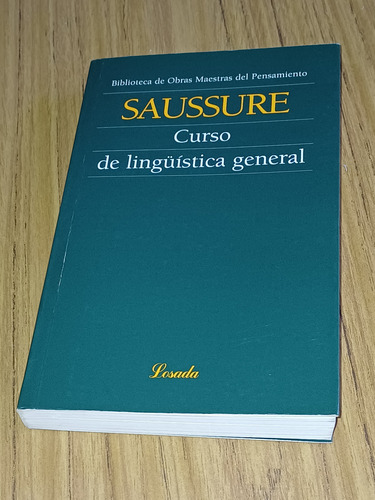 Biblioteca de Obras Maestras del Pensamiento
SAUSSURE
Curso
de lingüística general
Losada